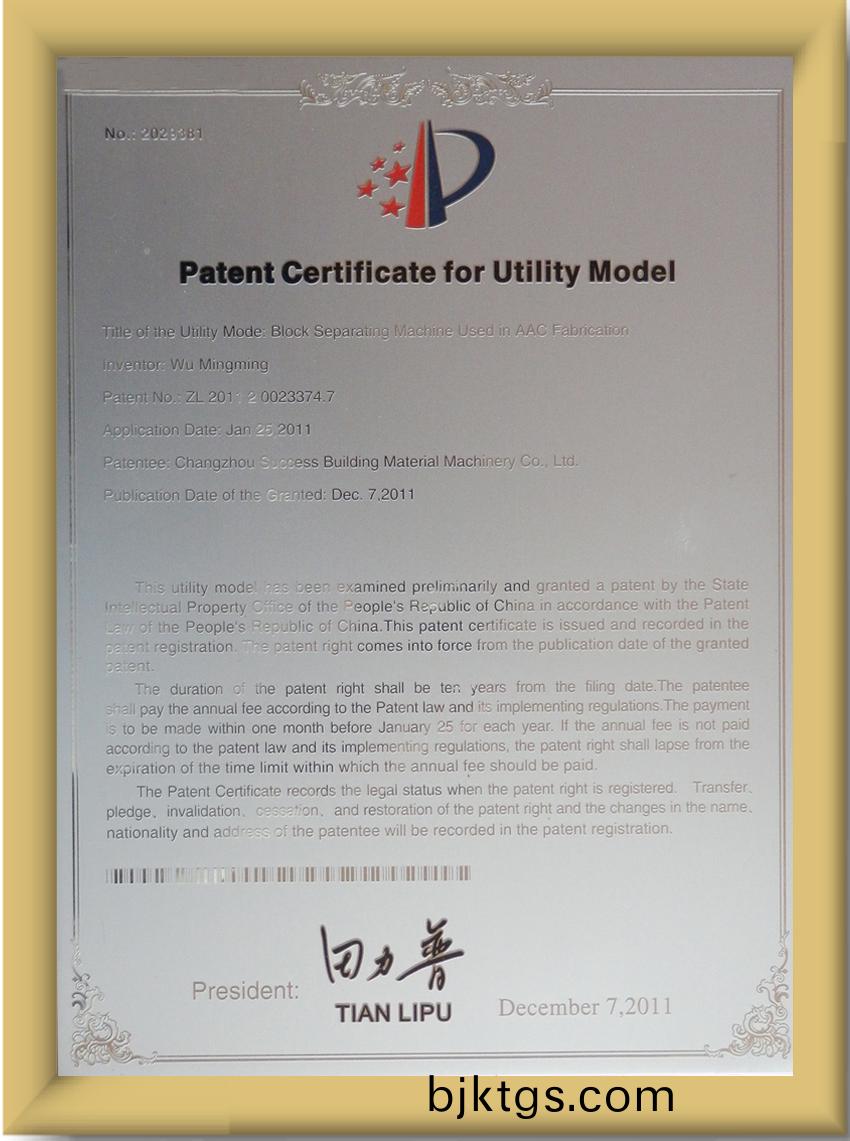 No.: 2023381
Patent Certificate for Utility Model
Title of the Utility Mode: Block Separating Machine Used in AAC Fabrication
Inventor: Wu Mingming
Patent No.: ZL 2011 2 0023374.7
Application Date: Jan 25,2011
Patentee: Changzhou Success Building Material Machinery Co., Ltd.
Publication Date of the Granted: Dec. 7,2011
This utility model has been examined preliminarily and granted a patent by the State
Intellectual Property Office of the People's Republic of China in accordance with the Patent
Law of the People's Republic of China.This patent certificate is issued and recorded in the
patent registration. The patent right comes into force from the publication date of the granted
patent.
The duration of the patent right shall be ten years from the filing date.The patentee
shall pay the annual fee according to the Patent law and its implementing regulations.The payment
is to be made within one month before January 25 for each year. If the annual fee is not paid
according to the patent law and its implementing regulations, the patent right shall lapse from the
expiration of the time limit within which the annual fee should be paid.
The Patent Certificate records the legal status when the patent right is registered. Transfer、
pledge、invalidation、cessation、and restoration of the patent right and the changes in the name、
nationality and address of the patentee will be recorded in the patent registration.
田力普
President:
TIAN LIPU
December 7,2011
bjktgs.com